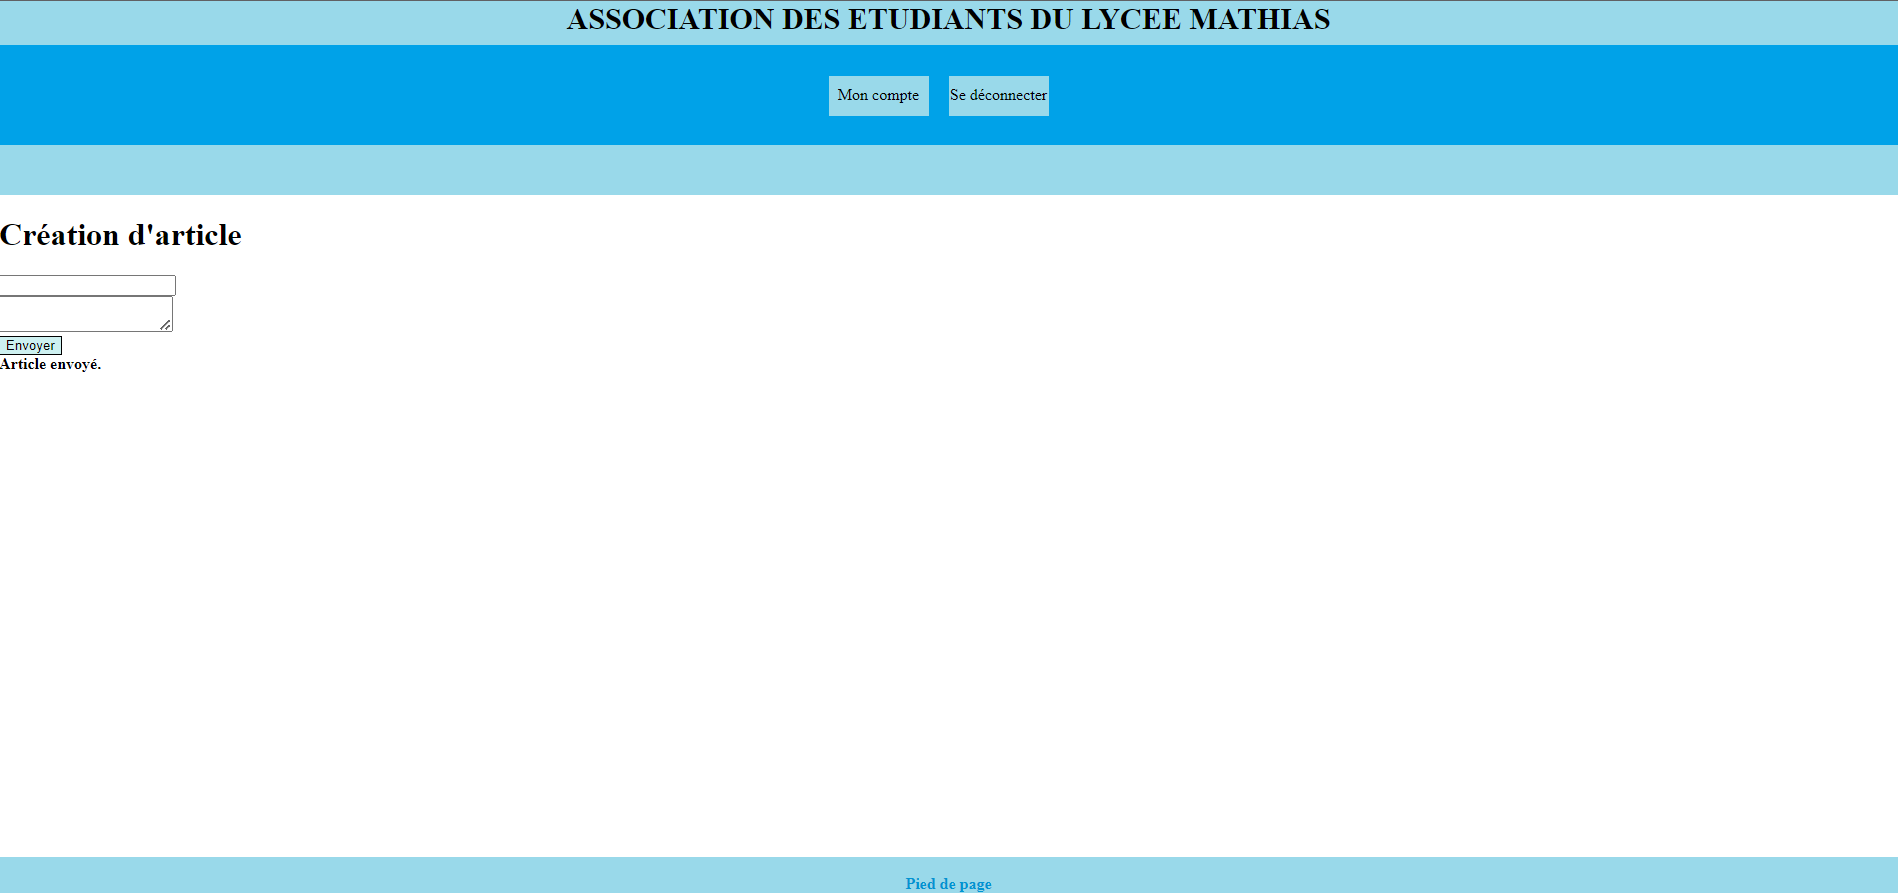 ASSOCIATION DES ETUDIANTS DU LYCEE MATHIAS
Mon compte Se déconnecter
Création d'article
Envoyer
Article envoyé.
Pied de page